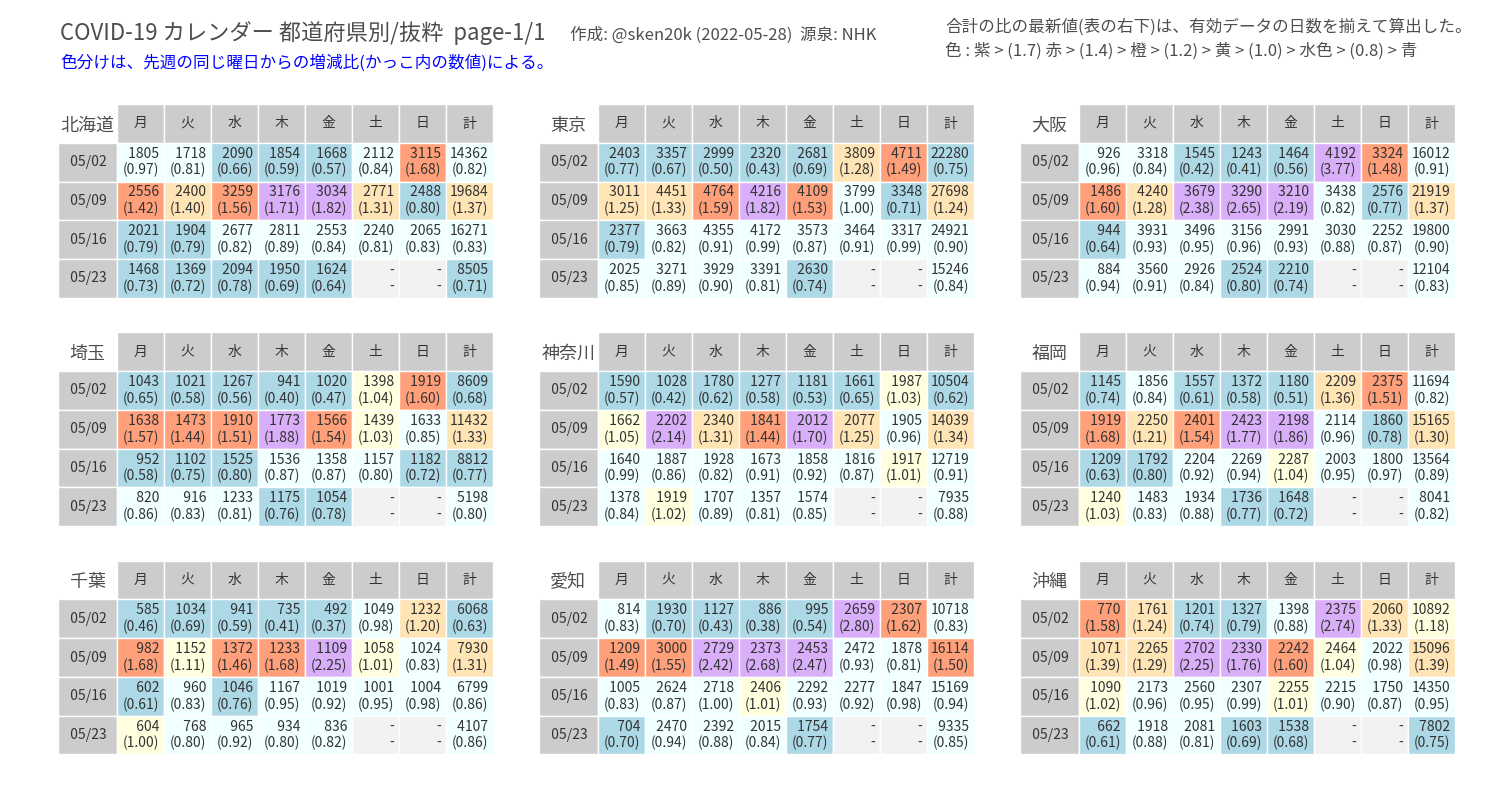 COVID-19 カレンダー 都道府県別/抜粋 page-1/1 作成: @sken20k (2022-05-28) 源泉: NHK
合計の比の最新値(表の右下)は、有効データの日数を揃えて算出した。
色分けは、先週の同じ曜日からの増減比(かっこ内の数値)による。
色 : 紫 > (1.7) 赤 > (1.4) > 橙 > (1.2) > 黄 > (1.0) > 水色 > (0.8) > 青
北海道 月 火 水 木 金 土 日 計
05/02 1805 1718 2090 1854 1668 2112 3115 14362
(0.97) (0.81) (0.66) (0.59) (0.57) (0.84) (1.68) (0.82)
05/09 2556 2400 3259 3176 3034 2771 2488 19684
(1.42) (1.40) (1.56) (1.71) (1.82) (1.31) (0.80) (1.37)
05/16 2021 1904 2677 2811 2553 2240 2065 16271
(0.79) (0.79) (0.82) (0.89) (0.84) (0.81) (0.83) (0.83)
05/23 1468 1369 2094 1950 1624 - - 8505
(0.73) (0.72) (0.78) (0.69) (0.64) - - (0.71)
東京 月 火 水 木 金 土 日 計
05/02 2403 3357 2999 2320 2681 3809 4711 22280
(0.77) (0.67) (0.50) (0.43) (0.69) (1.28) (1.49) (0.75)
05/09 3011 4451 4764 4216 4109 3799 3348 27698
(1.25) (1.33) (1.59) (1.82) (1.53) (1.00) (0.71) (1.24)
05/16 2377 3663 4355 4172 3573 3464 3317 24921
(0.79) (0.82) (0.91) (0.99) (0.87) (0.91) (0.99) (0.90)
05/23 2025 3271 3929 3391 2630 - - 15246
(0.85) (0.89) (0.90) (0.81) (0.74) - - (0.84)
大阪 月 火 水 木 金 土 日 計
05/02 926 3318 1545 1243 1464 4192 3324 16012
(0.96) (0.84) (0.42) (0.41) (0.56) (3.77) (1.48) (0.91)
05/09 1486 4240 3679 3290 3210 3438 2576 21919
(1.60) (1.28) (2.38) (2.65) (2.19) (0.82) (0.77) (1.37)
05/16 944 3931 3496 3156 2991 3030 2252 19800
(0.64) (0.93) (0.95) (0.96) (0.93) (0.88) (0.87) (0.90)
05/23 884 3560 2926 2524 2210 - - 12104
(0.94) (0.91) (0.84) (0.80) (0.74) - - (0.83)
埼玉 月 火 水 木 金 土 日 計
05/02 1043 1021 1267 941 1020 1398 1919 8609
(0.65) (0.58) (0.56) (0.40) (0.47) (1.04) (1.60) (0.68)
05/09 1638 1473 1910 1773 1566 1439 1633 11432
(1.57) (1.44) (1.51) (1.88) (1.54) (1.03) (0.85) (1.33)
05/16 952 1102 1525 1536 1358 1157 1182 8812
(0.58) (0.75) (0.80) (0.87) (0.87) (0.80) (0.72) (0.77)
05/23 820 916 1233 1175 1054 - - 5198
(0.86) (0.83) (0.81) (0.76) (0.78) - - (0.80)
神奈川 月 火 水 木 金 土 日 計
05/02 1590 1028 1780 1277 1181 1661 1987 10504
(0.57) (0.42) (0.62) (0.58) (0.53) (0.65) (1.03) (0.62)
05/09 1662 2202 2340 1841 2012 2077 1905 14039
(1.05) (2.14) (1.31) (1.44) (1.70) (1.25) (0.96) (1.34)
05/16 1640 1887 1928 1673 1858 1816 1917 12719
(0.99) (0.86) (0.82) (0.91) (0.92) (0.87) (1.01) (0.91)
05/23 1378 1919 1707 1357 1574 - - 7935
(0.84) (1.02) (0.89) (0.81) (0.85) - - (0.88)
福岡 月 火 水 木 金 土 日 計
05/02 1145 1856 1557 1372 1180 2209 2375 11694
(0.74) (0.84) (0.61) (0.58) (0.51) (1.36) (1.51) (0.82)
05/09 1919 2250 2401 2423 2198 2114 1860 15165
(1.68) (1.21) (1.54) (1.77) (1.86) (0.96) (0.78) (1.30)
05/16 1209 1792 2204 2269 2287 2003 1800 13564
(0.63) (0.80) (0.92) (0.94) (1.04) (0.95) (0.97) (0.89)
05/23 1240 1483 1934 1736 1648 - - 8041
(1.03) (0.83) (0.88) (0.77) (0.72) - - (0.82)
千葉 月 火 水 木 金 土 日 計
05/02 585 1034 941 735 492 1049 1232 6068
(0.46) (0.69) (0.59) (0.41) (0.37) (0.98) (1.20) (0.63)
05/09 982 1152 1372 1233 1109 1058 1024 7930
(1.68) (1.11) (1.46) (1.68) (2.25) (1.01) (0.83) (1.31)
05/16 602 960 1046 1167 1019 1001 1004 6799
(0.61) (0.83) (0.76) (0.95) (0.92) (0.95) (0.98) (0.86)
05/23 604 768 965 934 836 - - 4107
(1.00) (0.80) (0.92) (0.80) (0.82) - - (0.86)
愛知 月 火 水 木 金 土 日 計
05/02 814 1930 1127 886 995 2659 2307 10718
(0.83) (0.70) (0.43) (0.38) (0.54) (2.80) (1.62) (0.83)
05/09 1209 3000 2729 2373 2453 2472 1878 16114
(1.49) (1.55) (2.42) (2.68) (2.47) (0.93) (0.81) (1.50)
05/16 1005 2624 2718 2406 2292 2277 1847 15169
(0.83) (0.87) (1.00) (1.01) (0.93) (0.92) (0.98) (0.94)
05/23 704 2470 2392 2015 1754 - - 9335
(0.70) (0.94) (0.88) (0.84) (0.77) - - (0.85)
沖縄 月 火 水 木 金 土 日 計
05/02 770 1761 1201 1327 1398 2375 2060 10892
(1.58) (1.24) (0.74) (0.79) (0.88) (2.74) (1.33) (1.18)
05/09 1071 2265 2702 2330 2242 2464 2022 15096
(1.39) (1.29) (2.25) (1.76) (1.60) (1.04) (0.98) (1.39)
05/16 1090 2173 2560 2307 2255 2215 1750 14350
(1.02) (0.96) (0.95) (0.99) (1.01) (0.90) (0.87) (0.95)
05/23 662 1918 2081 1603 1538 - - 7802
(0.61) (0.88) (0.81) (0.69) (0.68) - - (0.75)